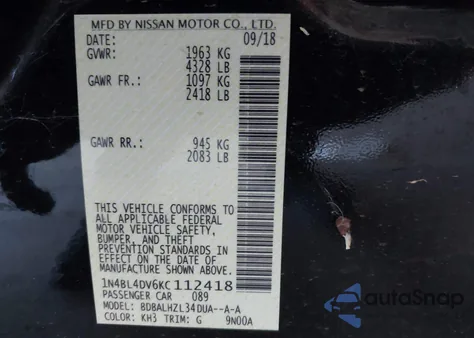 MFD BY NISSAN MOTOR CO., LTD.
DATE: 09/18
GVWR: 1963 KG
4328 LB
GAWR FR.: 1097 KG
2418 LB
GAWR RR.: 945 KG
2083 LB
THIS VEHICLE CONFORMS TO
ALL APPLICABLE FEDERAL
MOTOR VEHICLE SAFETY,
BUMPER, AND THEFT
PREVENTION STANDARDS IN
EFFECT ON THE DATE OF
MANUFACTURE SHOWN ABOVE.
1N4BL4DV6KC112418
PASSENGER CAR 089
MODEL: BDBALHZL34DUA--A-A
COLOR: KH3 TRIM: G 9N00A
autoSnap